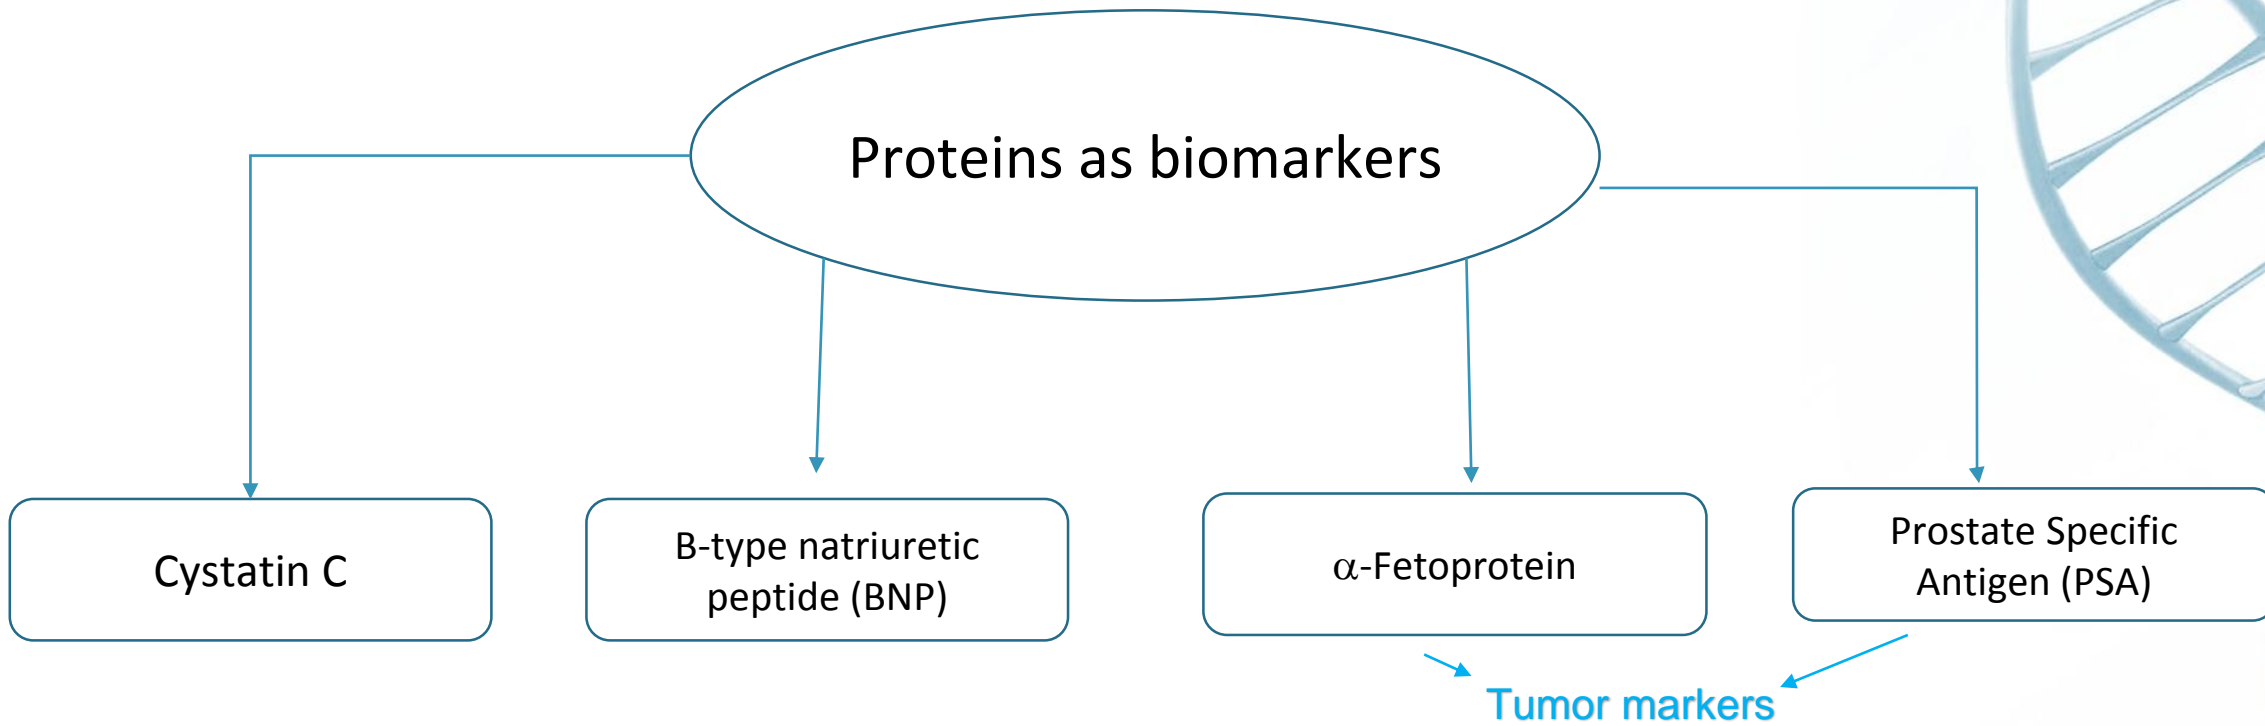 Proteins as biomarkers
Cystatin C
B-type natriuretic
peptide (BNP)
α-Fetoprotein
Prostate Specific
Antigen (PSA)
Tumor markers